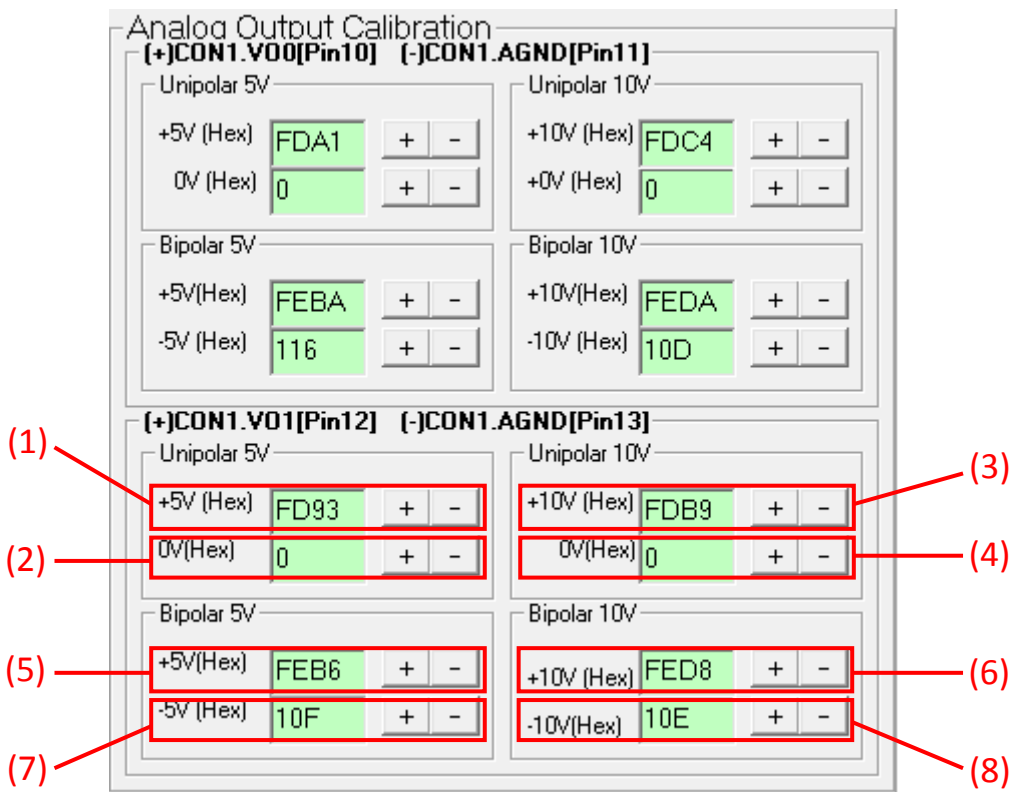 Analog Output Calibration
(+)CON1.VO0[Pin10] (-)CON1.AGND[Pin11]
Unipolar 5V Unipolar 10V
+5V (Hex) FDA1 + - +10V (Hex) FDC4 + -
0V (Hex) 0 + - +0V (Hex) 0 + -
Bipolar 5V Bipolar 10V
+5V(Hex) FEBA + - +10V(Hex) FEDA + -
-5V (Hex) 116 + - -10V (Hex) 10D + -
(+)CON1.VO1[Pin12] (-)CON1.AGND[Pin13]
(1) Unipolar 5V Unipolar 10V (3)
+5V (Hex) FD93 + - +10V (Hex) FDB9 + -
(2) 0V(Hex) 0 + - 0V(Hex) 0 + - (4)
Bipolar 5V Bipolar 10V
(5) +5V(Hex) FEB6 + - +10V (Hex) FED8 + - (6)
-5V (Hex) 10F + - -10V(Hex) 10E + -
(7) (8)